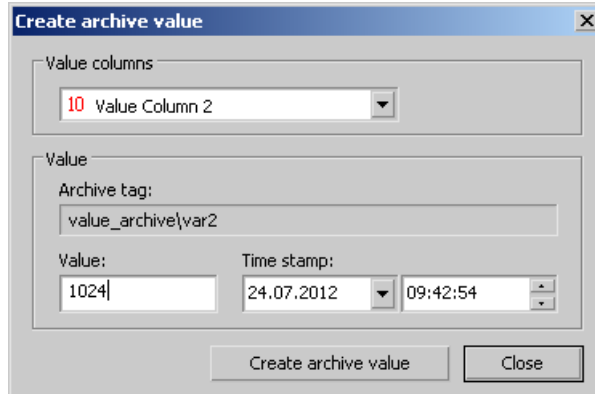 Create archive value
Value columns
10 Value Column 2
Value
Archive tag:
value_archive\var2
Value: Time stamp:
1024 24.07.2012 09:42:54
Create archive value Close